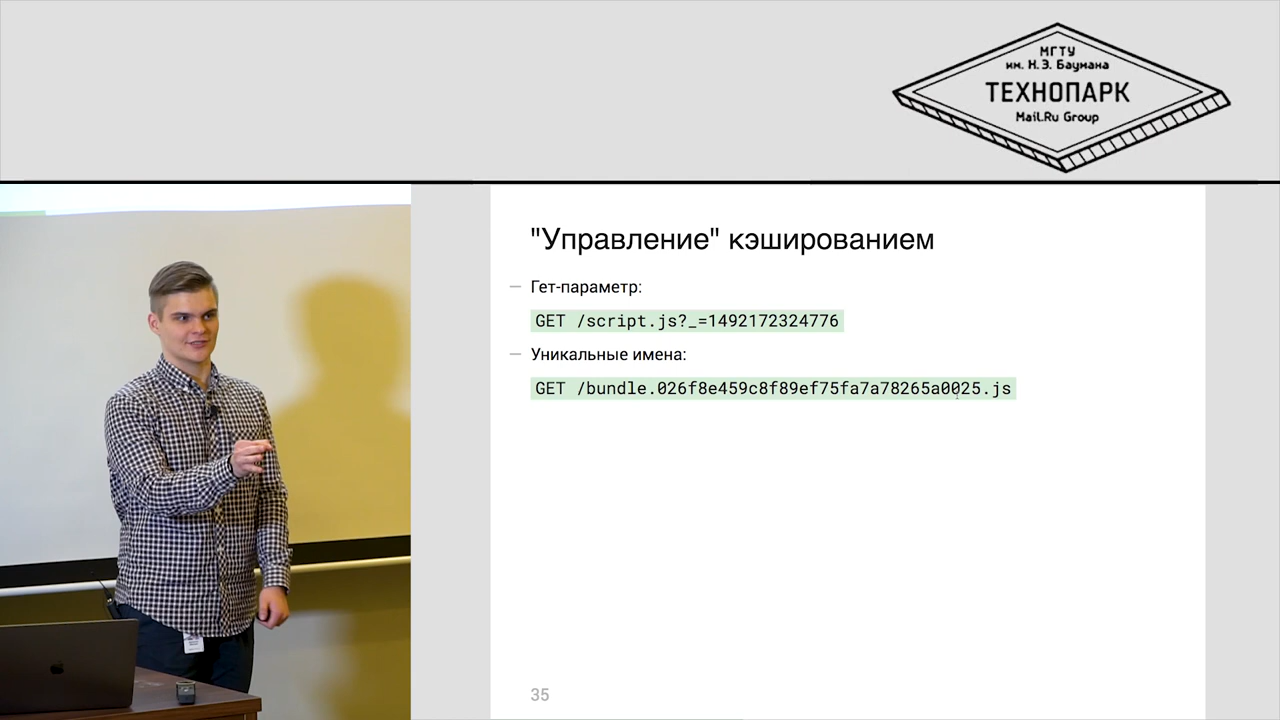 МГТУ
им. Н.Э. Баумана
ТЕХНОПАРК
Mail.Ru Group
"Управление" кэшированием
— Гет-параметр:
GET /script.js?_=1492172324776
— Уникальные имена:
GET /bundle.026f8e459c8f89ef75fa7a78265a0025.js
35